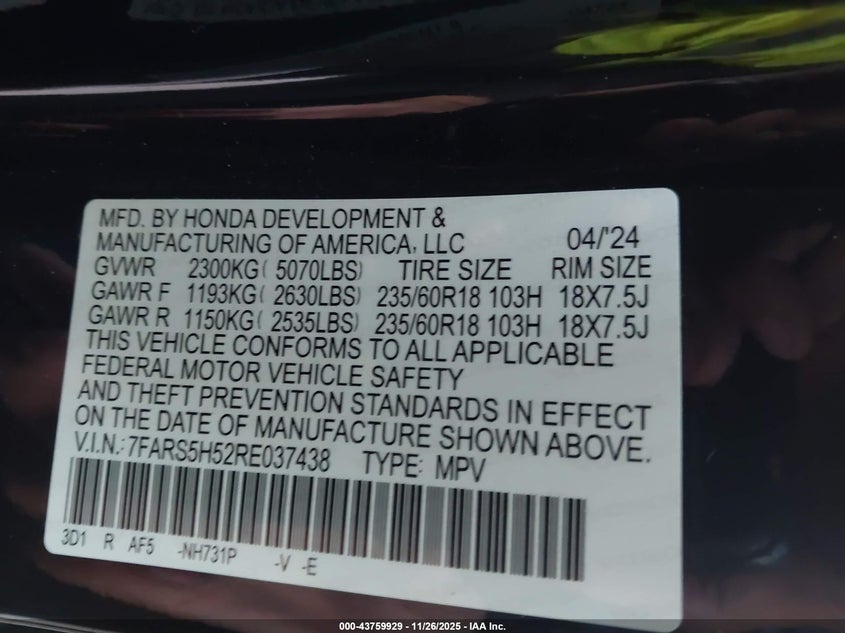 MFD. BY HONDA DEVELOPMENT &
MANUFACTURING OF AMERICA, LLC 04/'24
GVWR 2300KG( 5070LBS) TIRE SIZE RIM SIZE
GAWR F 1193KG( 2630LBS) 235/60R18 103H 18X7.5J
GAWR R 1150KG( 2535LBS) 235/60R18 103H 18X7.5J
THIS VEHICLE CONFORMS TO ALL APPLICABLE
FEDERAL MOTOR VEHICLE SAFETY
AND THEFT PREVENTION STANDARDS IN EFFECT
ON THE DATE OF MANUFACTURE SHOWN ABOVE.
V.I.N.: 7FARS5H52RE037438 TYPE: MPV
3D1 R AF5 -NH731P -V -E
000-43759929 - 11/26/2025 - IAA Inc.